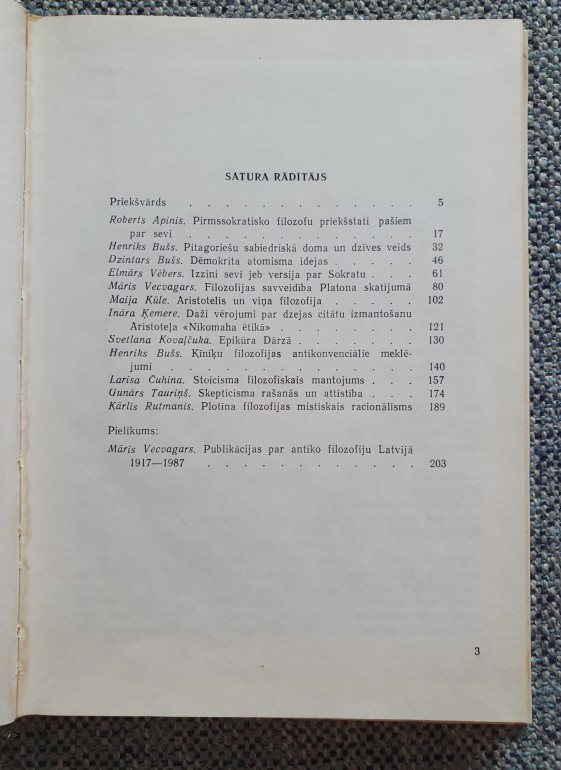 SATURA RĀDĪTĀJS
Priekšvārds . . . . . . . . . . . . . 5
Roberts Apinis. Pirmssokratisko filozofu priekšstati pašiem
par sevi . . . . . . . . . . . . . 17
Henriks Bušs. Pitagoriešu sabiedriskā doma un dzīves veids 32
Dzintars Bušs. Dēmokrita atomisma idejas . . . . 46
Elmārs Vēbers. Izzini sevi jeb versija par Sokratu . . . 61
Māris Vecvagars. Filozofijas savveidība Platona skatījumā 80
Maija Kūle. Aristotelis un viņa filozofija . . . . . 102
Ināra Ķemere. Daži vērojumi par dzejas citātu izmantošanu
Aristoteļa «Nikomaha ētikā» . . . . . . . 121
Svetlana Kovaļčuka. Epikūra Dārzā . . . . . . 130
Henriks Bušs. Ķīniķu filozofijas antikonvenciālie meklē-
jumi . . . . . . . . . . . . . 140
Larisa Čuhina. Stoicisma filozofiskais mantojums . . . 157
Gunārs Tauriņš. Skepticisma rašanās un attīstība . . . 174
Kārlis Rutmanis. Plotīna filozofijas mistiskais racionālisms 189
Pielikums:
Māris Vecvagars. Publikācijas par antīko filozofiju Latvijā
1917—1987 . . . . . . . . . . . . 203
3